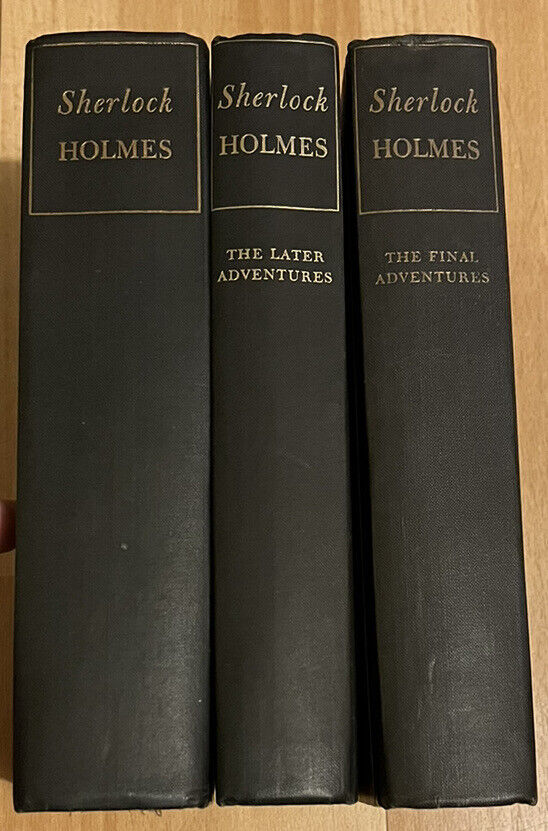 Sherlock
HOLMES
Sherlock
HOLMES
THE LATER
ADVENTURES
Sherlock
HOLMES
THE FINAL
ADVENTURES